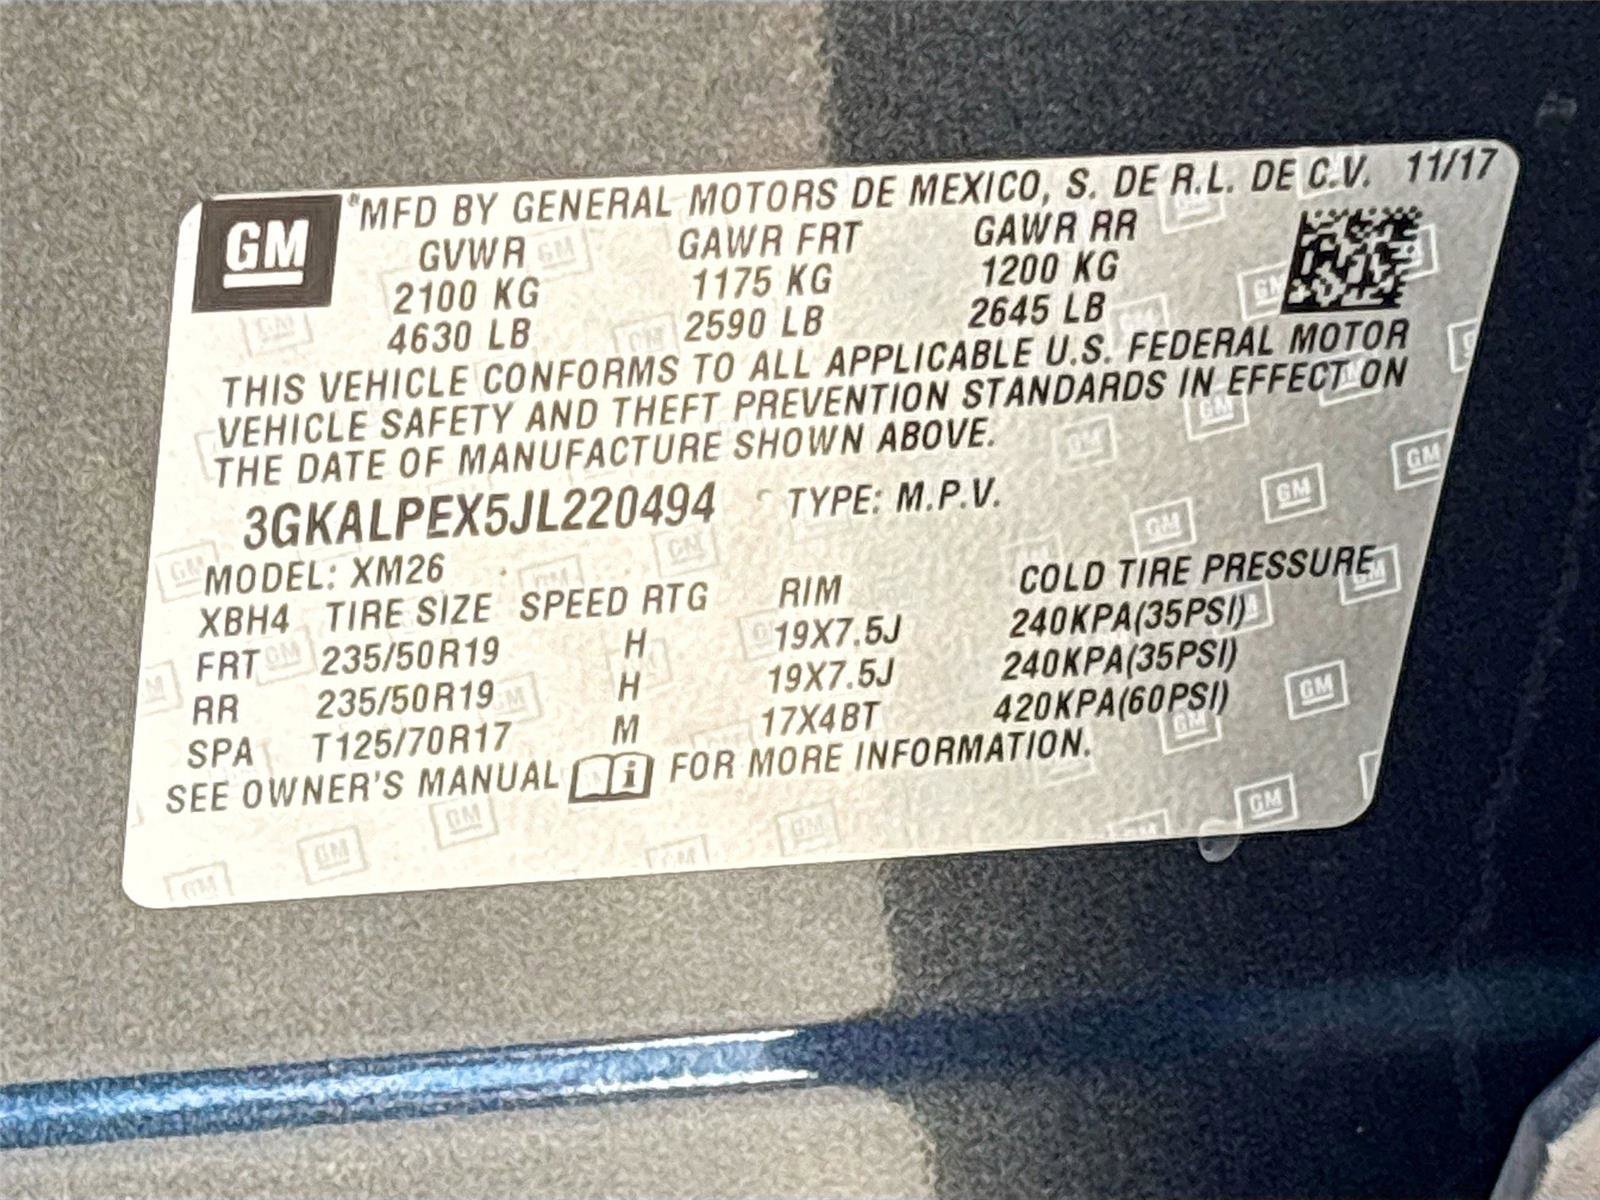 GM
MFD BY GENERAL MOTORS DE MEXICO, S. DE R.L. DE C.V. 11/17
GVWR GAWR FRT GAWR RR
2100 KG 1175 KG 1200 KG
4630 LB 2590 LB 2645 LB
THIS VEHICLE CONFORMS TO ALL APPLICABLE U.S. FEDERAL MOTOR
VEHICLE SAFETY AND THEFT PREVENTION STANDARDS IN EFFECT ON
THE DATE OF MANUFACTURE SHOWN ABOVE.
3GKALPEX5JL220494 TYPE: M.P.V.
MODEL: XM26
XBH4 TIRE SIZE SPEED RTG RIM COLD TIRE PRESSURE
FRT 235/50R19 H 19X7.5J 240KPA(35PSI)
RR 235/50R19 H 19X7.5J 240KPA(35PSI)
SPA T125/70R17 M 17X4BT 420KPA(60PSI)
SEE OWNER'S MANUAL i FOR MORE INFORMATION.